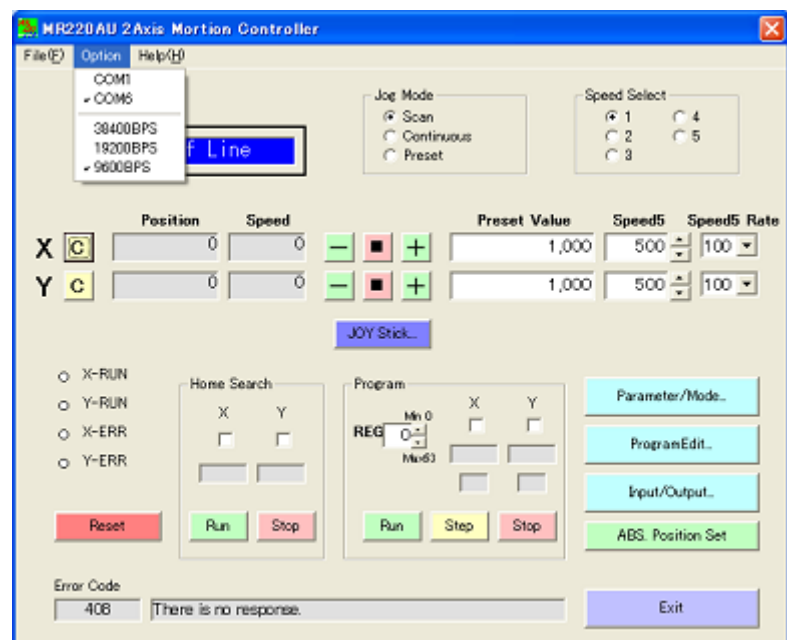 MR220AU 2Axis Mortion Controller
File(F) Option Help(H)
COM1
✓ COM6
38400BPS
19200BPS
✓ 9600BPS
f Line
Jog Mode
Scan
Continuous
Preset
Speed Select
1 4
2 5
3
Position Speed Preset Value Speed5 Speed5 Rate
X C 0 0 − ■ + 1,000 500 100
Y C 0 0 − ■ + 1,000 500 100
JOY Stick...
X-RUN
Y-RUN
X-ERR
Y-ERR
Reset
Home Search
X Y
Run Stop
Program
X Y
Min 0
REG 0
Max63
Run Step Stop
Parameter/Mode...
ProgramEdit...
Input/Output...
ABS. Position Set
Error Code
408 There is no response.
Exit